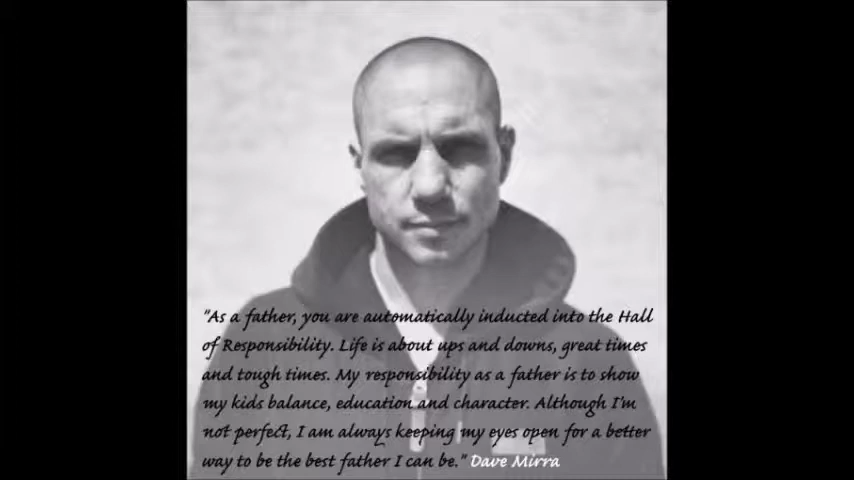 "As a father, you are automatically inducted into the Hall
of Responsibility. Life is about ups and downs, great times
and tough times. My responsibility as a father is to show
my kids balance, education and character. Although I'm
not perfect, I am always keeping my eyes open for a better
way to be the best father I can be." Dave Mirra